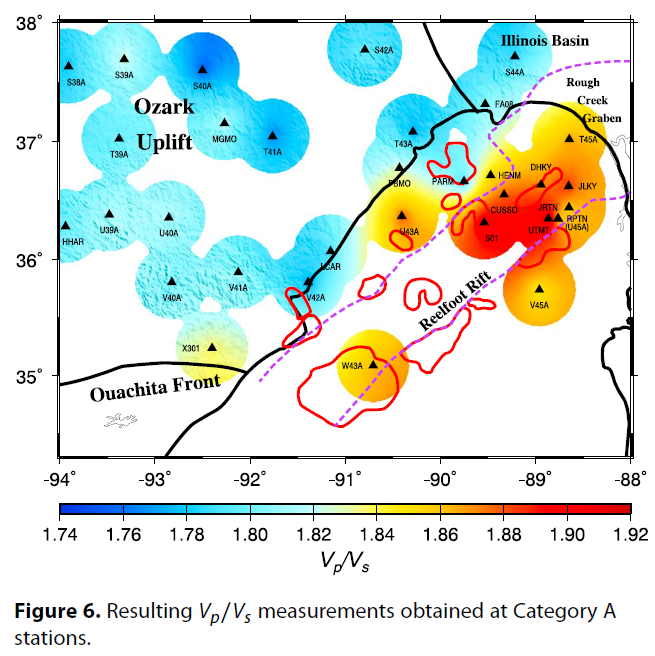 38°
37°
36°
35°
S38A
S39A
S40A
S42A
Illinois Basin
S44A
Rough
Creek
Graben
FA08
Ozark
Uplift
MGMO
T39A
T41A
T43A
T45A
PBMO
PARM
HENM
DHKY
JLKY
CUSSO
JRTN
RPTN
(U45A)
UTMT
S01
U43A
HHAR
U39A
U40A
V40A
V41A
V42A
V45A
Reelfoot Rift
X301
W43A
Ouachita Front
-94° -93° -92° -91° -90° -89° -88°
1.74 1.76 1.78 1.80 1.82 1.84 1.86 1.88 1.90 1.92
Vp/Vs
Figure 6. Resulting Vp/Vs measurements obtained at Category A
stations.